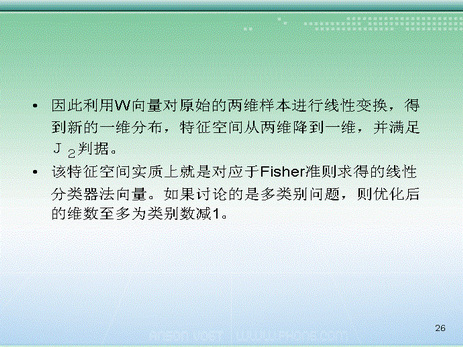 • 因此利用W向量对原始的两维样本进行线性变换，得
到新的一维分布，特征空间从两维降到一维，并满足
J 2判据。
• 该特征空间实质上就是对应于Fisher准则求得的线性
分类器法向量。如果讨论的是多类别问题，则优化后
的维数至多为类别数减1。
26